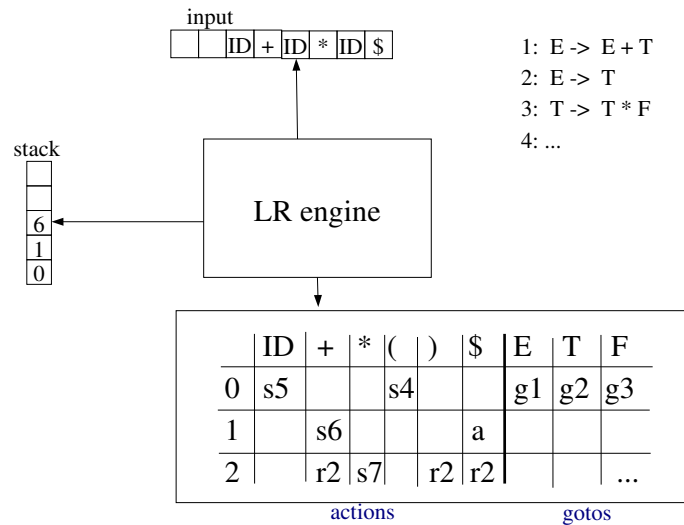 input
ID + ID * ID $
1: E -> E + T
2: E -> T
3: T -> T * F
4: ...
stack
6
1
0
LR engine
ID + * ( ) $ E T F
0 s5 s4 g1 g2 g3
1 s6 a
2 r2 s7 r2 r2 ...
actions gotos